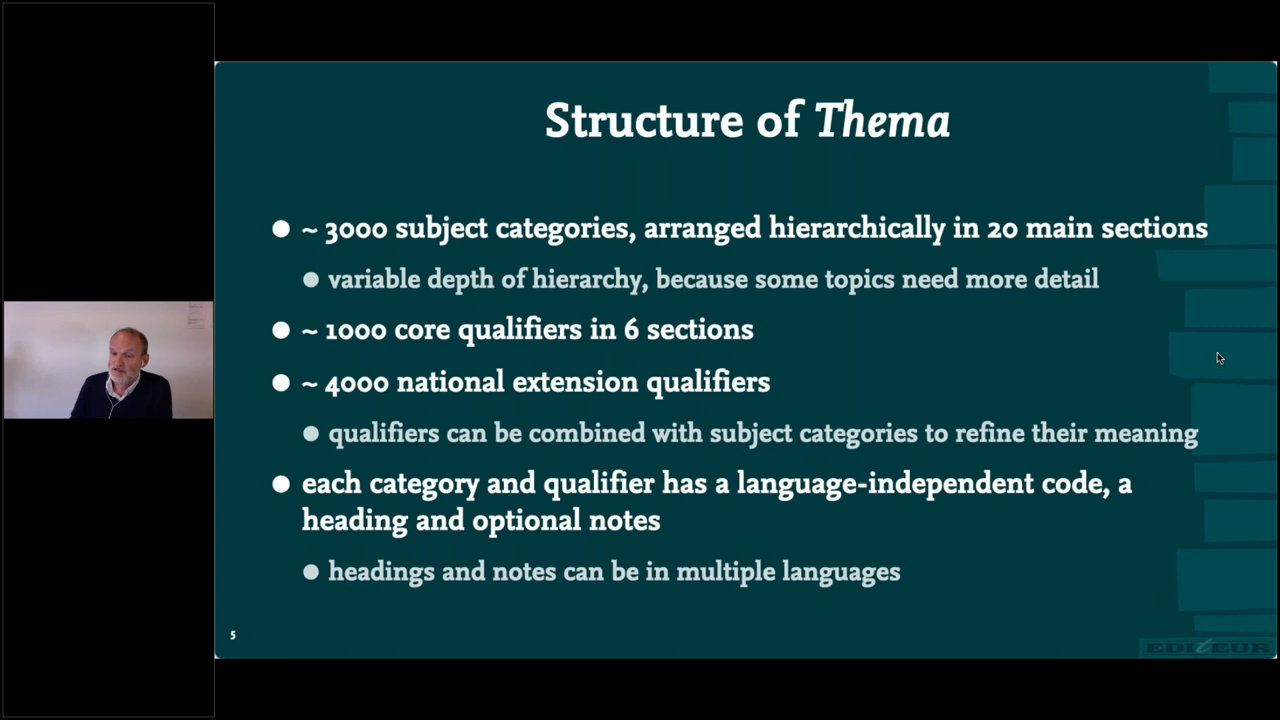 Structure of Thema
● ~ 3000 subject categories, arranged hierarchically in 20 main sections
● variable depth of hierarchy, because some topics need more detail
● ~ 1000 core qualifiers in 6 sections
● ~ 4000 national extension qualifiers
● qualifiers can be combined with subject categories to refine their meaning
● each category and qualifier has a language-independent code, a
heading and optional notes
● headings and notes can be in multiple languages
5
EDITEUR